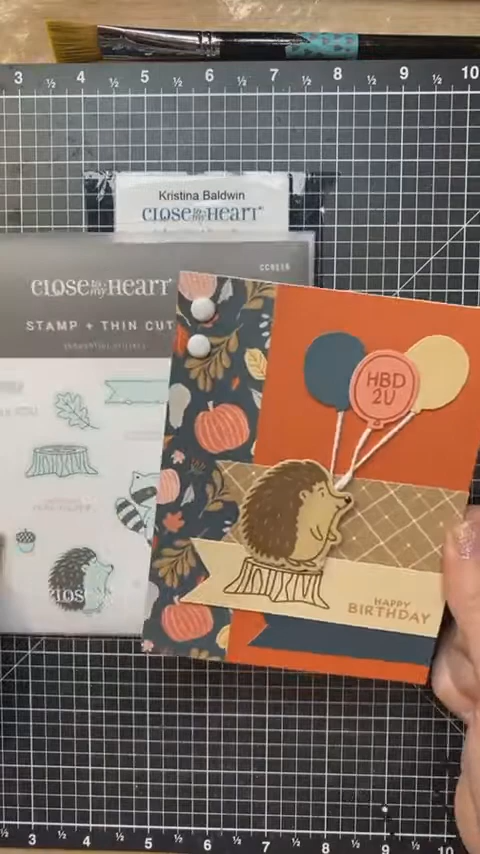 3 ½ 4 ½ 5 ½ 6 ½ 7 ½ 8 ½ 9 ½ 10
Kristina Baldwin
CLOSE to my HEART®
CLOSE to my HEART
STAMP + THIN CUT
HBD
2U
HAPPY
BIRTHDAY
3 ½ 4 ½ 5 ½ 6 ½ 7 ½ 8 ½ 9 ½ 10